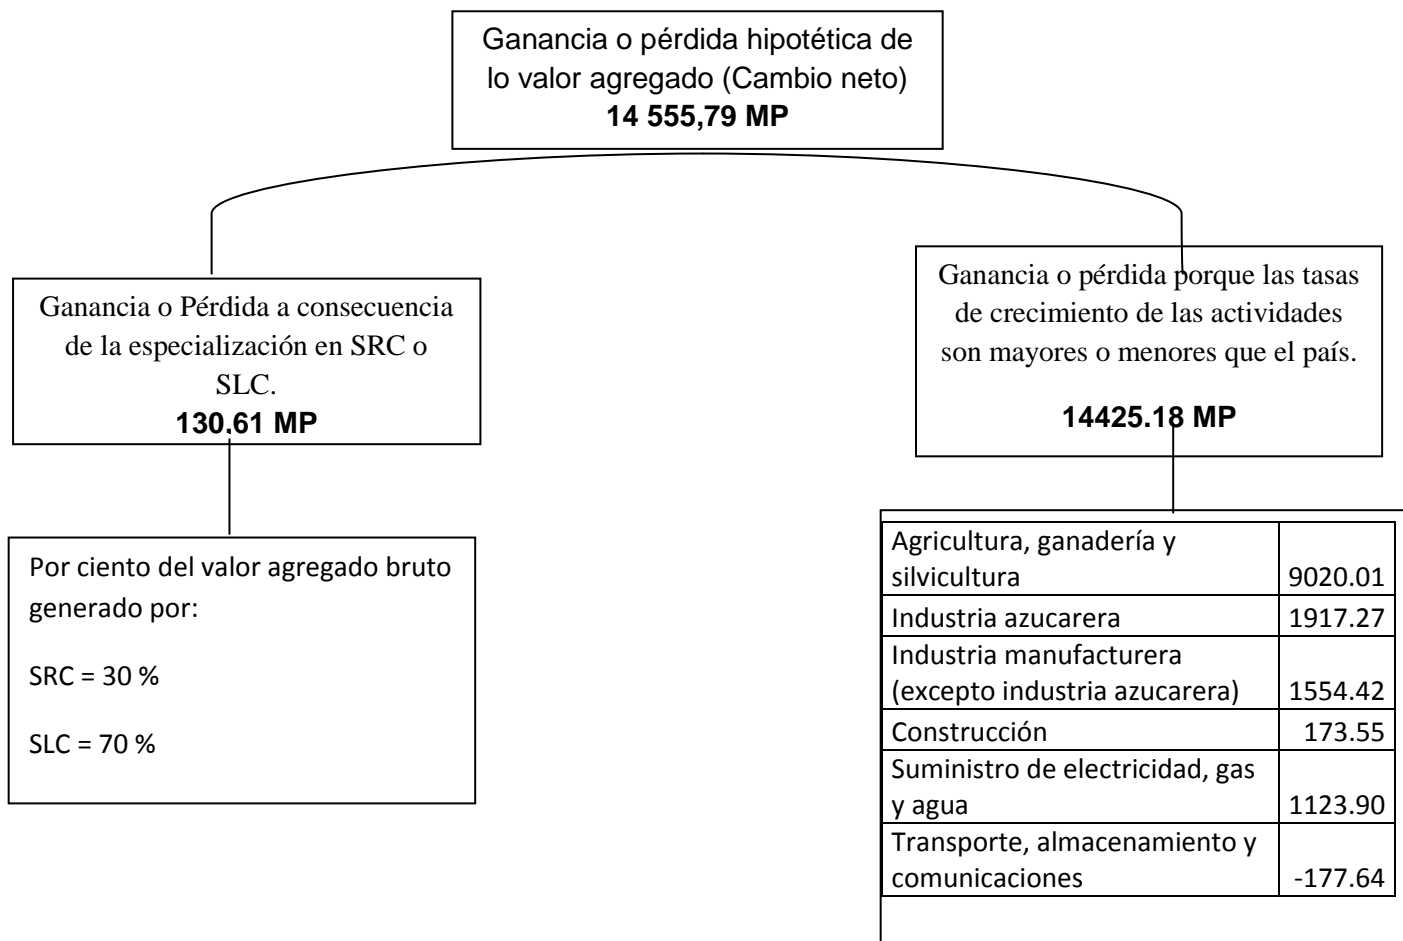 Ganancia o pérdida hipotética de
lo valor agregado (Cambio neto)
14 555,79 MP
Ganancia o Pérdida a consecuencia
de la especialización en SRC o
SLC.
130.61 MP
Ganancia o pérdida porque las tasas
de crecimiento de las actividades
son mayores o menores que el país.
14425.18 MP
Por ciento del valor agregado bruto
generado por:
SRC = 30 %
SLC = 70 %
Agricultura, ganadería y
silvicultura 9020.01
Industria azucarera 1917.27
Industria manufacturera
(excepto industria azucarera) 1554.42
Construcción 173.55
Suministro de electricidad, gas
y agua 1123.90
Transporte, almacenamiento y
comunicaciones -177.64